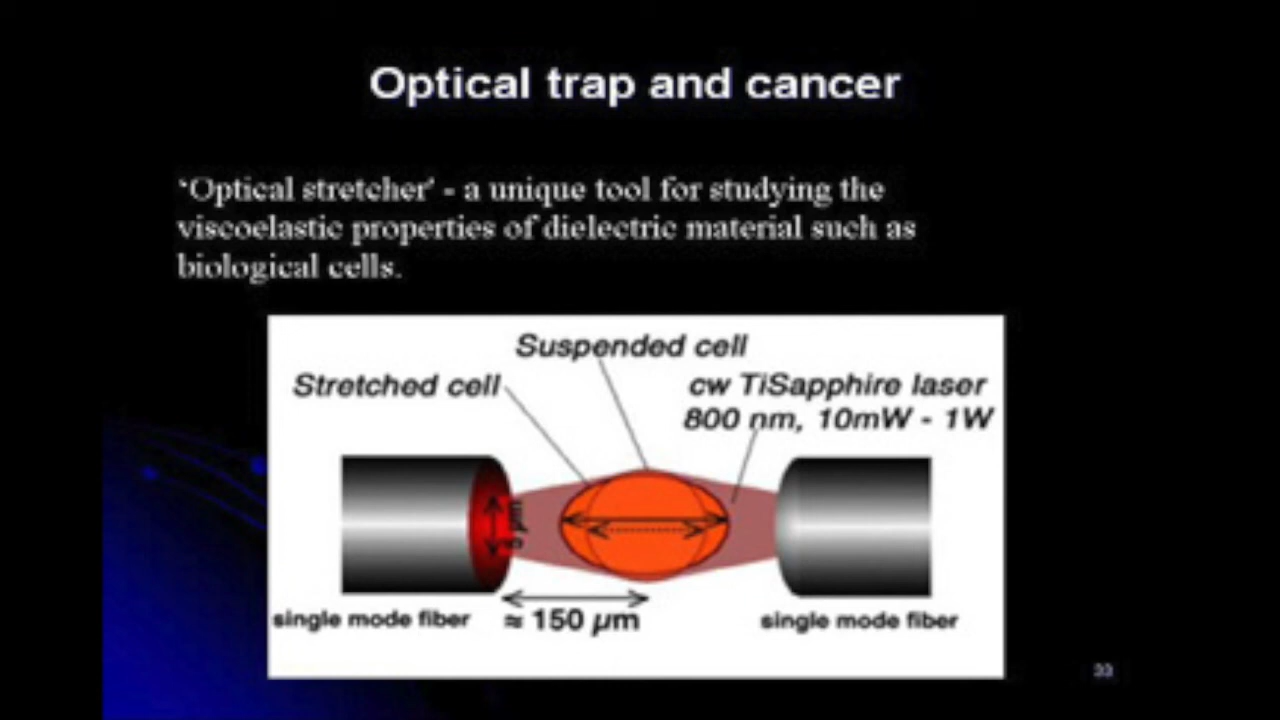 Optical trap and cancer
‘Optical stretcher’ - a unique tool for studying the
viscoelastic properties of dielectric material such as
biological cells.
Suspended cell
Stretched cell
cw TiSapphire laser
800 nm, 10mW - 1W
≈ 150 µm
single mode fiber
single mode fiber